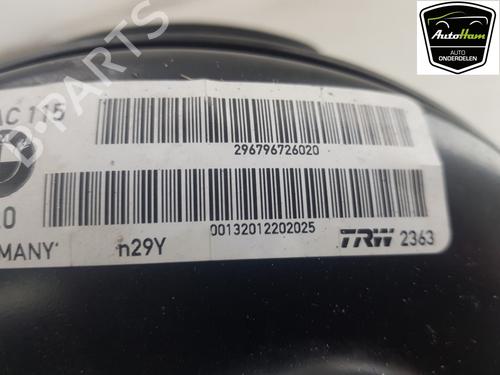 AutoHam
AUTO
ONDERDELEN
B-PARTS
AC 115
296796726020
0
00132012202025
MANY
n29Y
TRW 2363